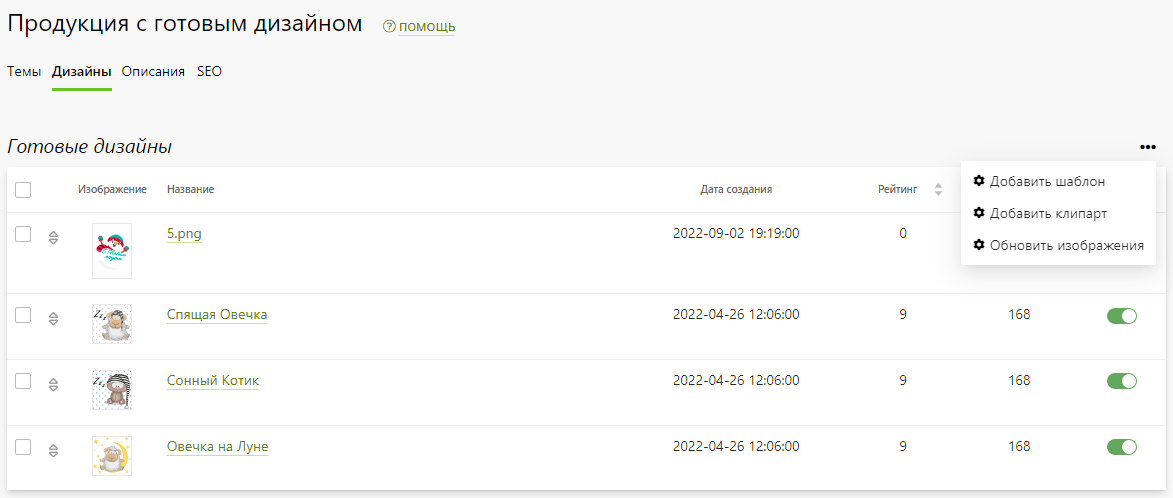 Продукция с готовым дизайном ? помощь
Темы Дизайны Описания SEO
Готовые дизайны
Изображение Название Дата создания Рейтинг
Добавить шаблон
Добавить клипарт
Обновить изображения
5.png 2022-09-02 19:19:00 0
Спящая Овечка 2022-04-26 12:06:00 9 168
Сонный Котик 2022-04-26 12:06:00 9 168
Овечка на Луне 2022-04-26 12:06:00 9 168